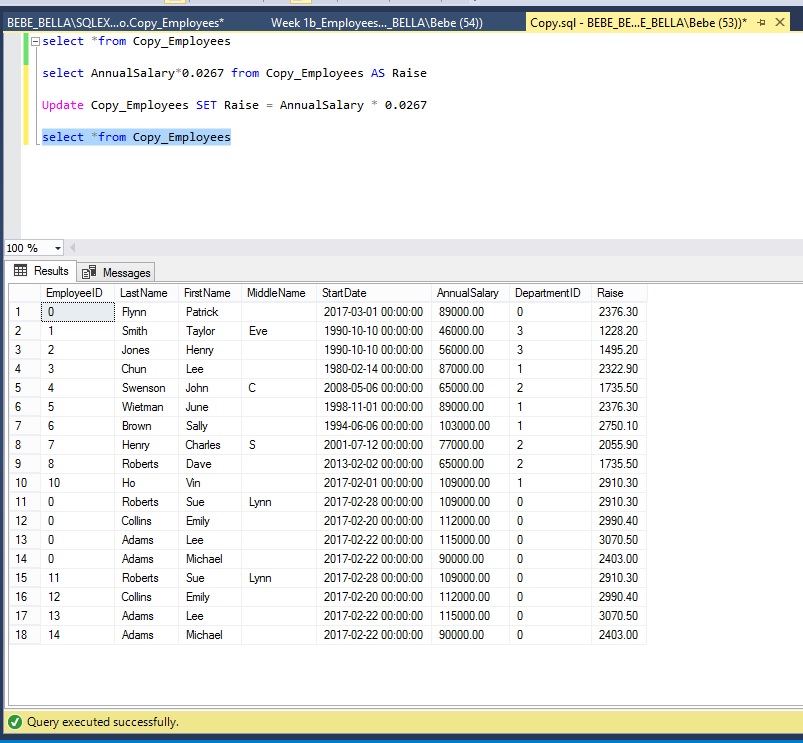 BEBE_BELLA\SQLEX...o.Copy_Employees* Week 1b_Employees..._BELLA\Bebe (54)) Copy.sql - BEBE_BE...E_BELLA\Bebe (53))*
select *from Copy_Employees
select AnnualSalary*0.0267 from Copy_Employees AS Raise
Update Copy_Employees SET Raise = AnnualSalary * 0.0267
select *from Copy_Employees
100 %
Results Messages
EmployeeID LastName FirstName MiddleName StartDate AnnualSalary DepartmentID Raise
1 0 Flynn Patrick 2017-03-01 00:00:00 89000.00 0 2376.30
2 1 Smith Taylor Eve 1990-10-10 00:00:00 46000.00 3 1228.20
3 2 Jones Henry 1990-10-10 00:00:00 56000.00 3 1495.20
4 3 Chun Lee 1980-02-14 00:00:00 87000.00 1 2322.90
5 4 Swenson John C 2008-05-06 00:00:00 65000.00 2 1735.50
6 5 Wietman June 1998-11-01 00:00:00 89000.00 1 2376.30
7 6 Brown Sally 1994-06-06 00:00:00 103000.00 1 2750.10
8 7 Henry Charles S 2001-07-12 00:00:00 77000.00 2 2055.90
9 8 Roberts Dave 2013-02-02 00:00:00 65000.00 2 1735.50
10 10 Ho Vin 2017-02-01 00:00:00 109000.00 1 2910.30
11 0 Roberts Sue Lynn 2017-02-28 00:00:00 109000.00 0 2910.30
12 0 Collins Emily 2017-02-20 00:00:00 112000.00 0 2990.40
13 0 Adams Lee 2017-02-22 00:00:00 115000.00 0 3070.50
14 0 Adams Michael 2017-02-22 00:00:00 90000.00 0 2403.00
15 11 Roberts Sue Lynn 2017-02-28 00:00:00 109000.00 0 2910.30
16 12 Collins Emily 2017-02-20 00:00:00 112000.00 0 2990.40
17 13 Adams Lee 2017-02-22 00:00:00 115000.00 0 3070.50
18 14 Adams Michael 2017-02-22 00:00:00 90000.00 0 2403.00
Query executed successfully.